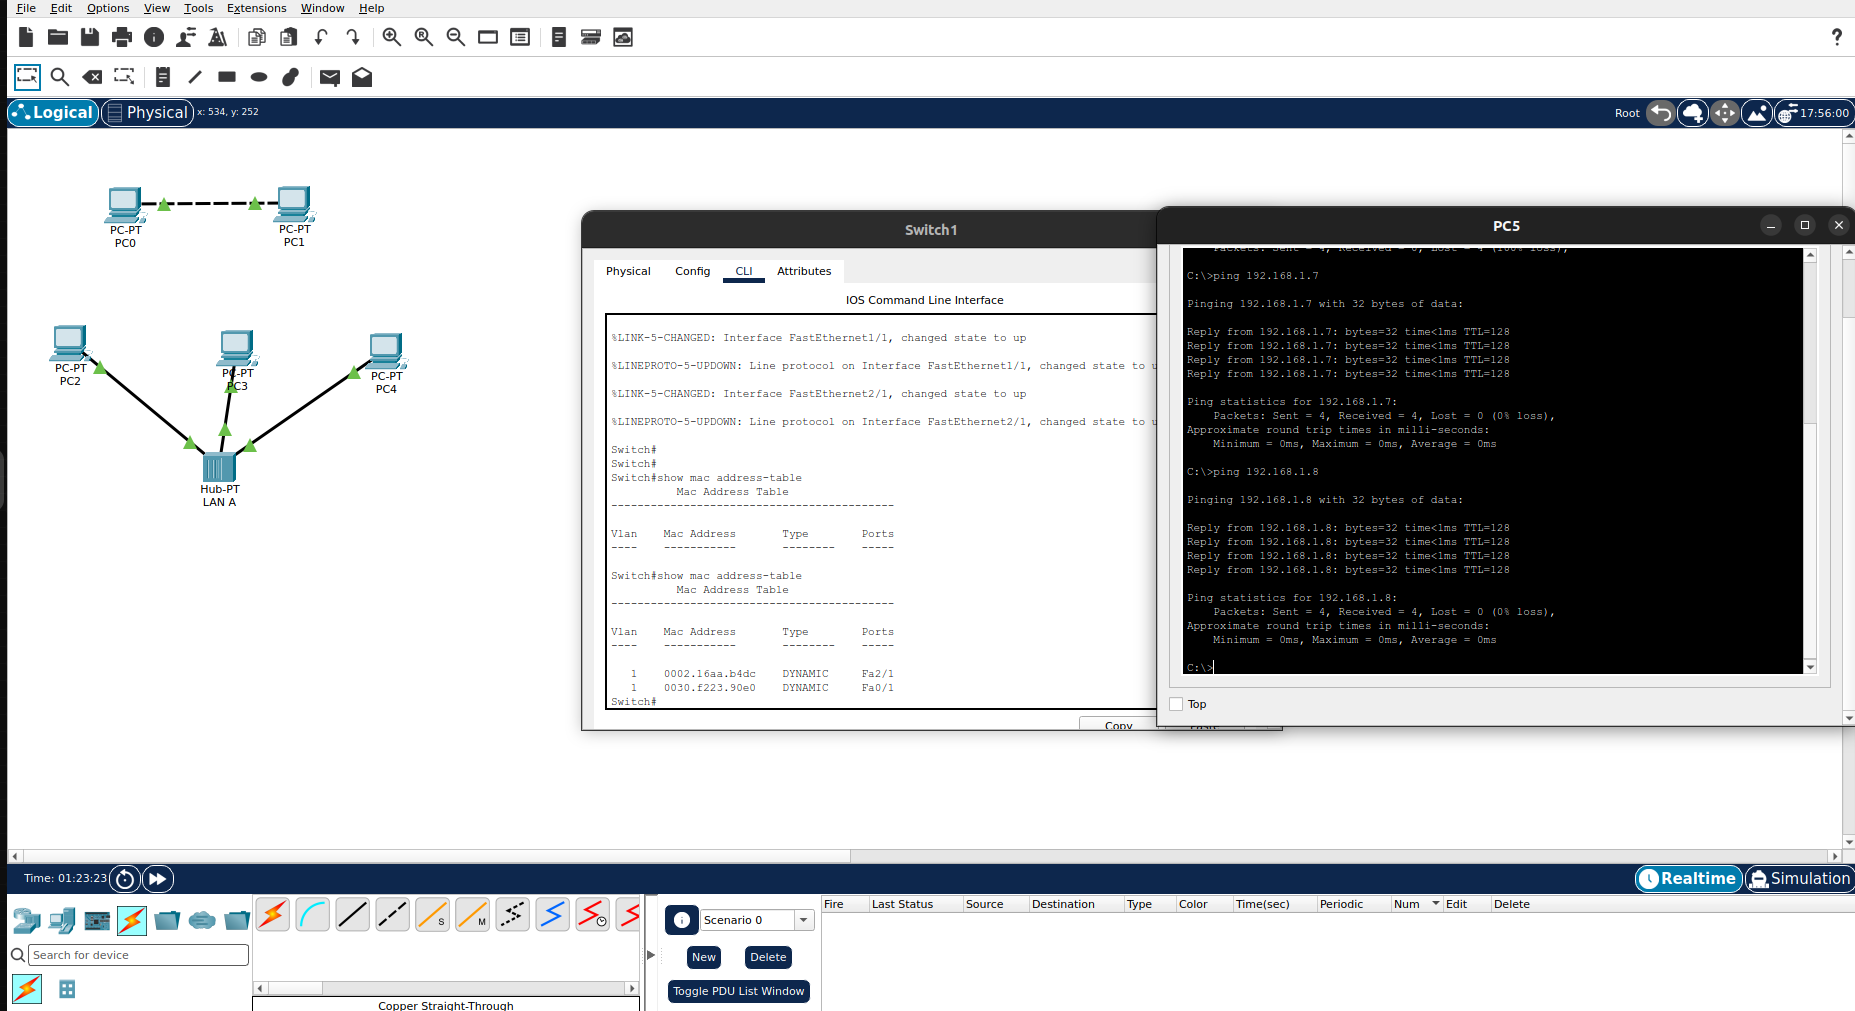 File Edit Options View Tools Extensions Window Help
?
Logical Physical x: 534, y: 252 Root 17:56:00
PC-PT
PC0
PC-PT
PC1
PC-PT
PC2
PC-PT
PC3
PC-PT
PC4
Hub-PT
LAN A
Switch1
Physical Config CLI Attributes
IOS Command Line Interface
%LINK-5-CHANGED: Interface FastEthernet1/1, changed state to up
%LINEPROTO-5-UPDOWN: Line protocol on Interface FastEthernet1/1, changed state to u
%LINK-5-CHANGED: Interface FastEthernet2/1, changed state to up
%LINEPROTO-5-UPDOWN: Line protocol on Interface FastEthernet2/1, changed state to u
Switch#
Switch#
Switch#show mac address-table
Mac Address Table
-------------------------------------------
Vlan Mac Address Type Ports
---- ----------- -------- -----
Switch#show mac address-table
Mac Address Table
-------------------------------------------
Vlan Mac Address Type Ports
---- ----------- -------- -----
1 0002.16aa.b4dc DYNAMIC Fa2/1
1 0030.f223.90e0 DYNAMIC Fa0/1
Switch#
Copy
PC5
C:\>ping 192.168.1.7
Pinging 192.168.1.7 with 32 bytes of data:
Reply from 192.168.1.7: bytes=32 time<1ms TTL=128
Reply from 192.168.1.7: bytes=32 time<1ms TTL=128
Reply from 192.168.1.7: bytes=32 time<1ms TTL=128
Reply from 192.168.1.7: bytes=32 time<1ms TTL=128
Ping statistics for 192.168.1.7:
Packets: Sent = 4, Received = 4, Lost = 0 (0% loss),
Approximate round trip times in milli-seconds:
Minimum = 0ms, Maximum = 0ms, Average = 0ms
C:\>ping 192.168.1.8
Pinging 192.168.1.8 with 32 bytes of data:
Reply from 192.168.1.8: bytes=32 time<1ms TTL=128
Reply from 192.168.1.8: bytes=32 time<1ms TTL=128
Reply from 192.168.1.8: bytes=32 time<1ms TTL=128
Reply from 192.168.1.8: bytes=32 time<1ms TTL=128
Ping statistics for 192.168.1.8:
Packets: Sent = 4, Received = 4, Lost = 0 (0% loss),
Approximate round trip times in milli-seconds:
Minimum = 0ms, Maximum = 0ms, Average = 0ms
C:\>
Top
Time: 01:23:23 Realtime Simulation
Search for device
S M
Copper Straight-Through
Scenario 0
New Delete
Toggle PDU List Window
Fire Last Status Source Destination Type Color Time(sec) Periodic Num Edit Delete